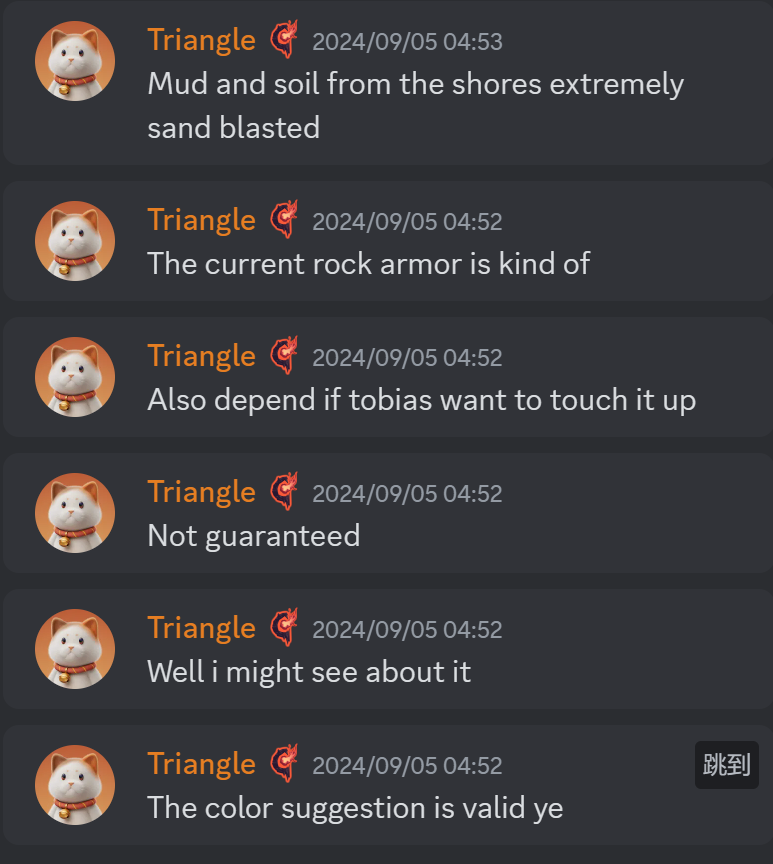 Triangle 2024/09/05 04:53
Mud and soil from the shores extremely
sand blasted
Triangle 2024/09/05 04:52
The current rock armor is kind of
Triangle 2024/09/05 04:52
Also depend if tobias want to touch it up
Triangle 2024/09/05 04:52
Not guaranteed
Triangle 2024/09/05 04:52
Well i might see about it
Triangle 2024/09/05 04:52
跳到
The color suggestion is valid ye